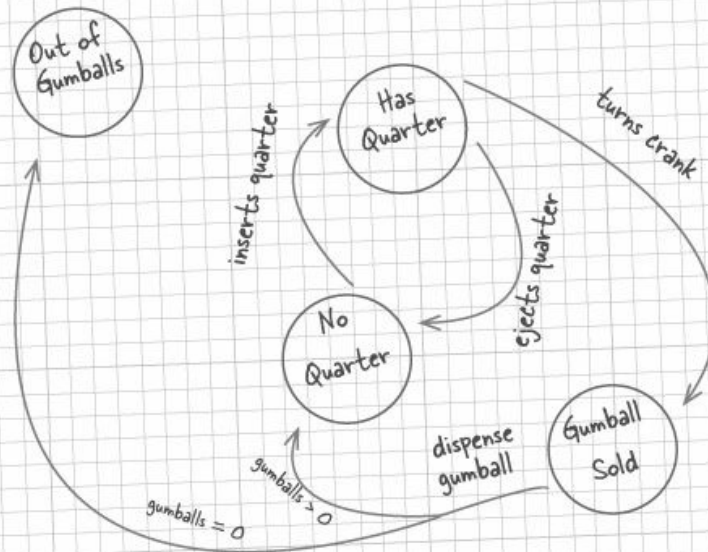 Out of
Gumballs
Has
Quarter
turns crank
inserts quarter
ejects quarter
No
Quarter
Gumball
Sold
dispense
gumball
gumballs > 0
gumballs = 0